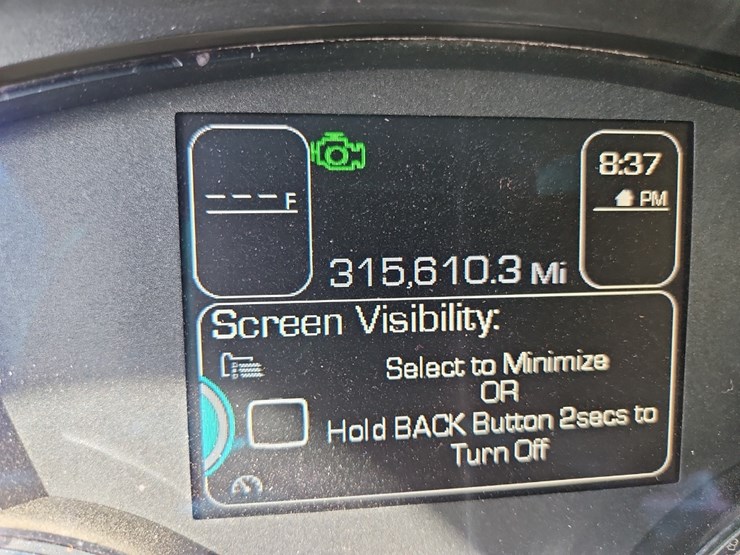 8:37
PM
--- F
315,610.3 Mi
Screen Visibility:
Select to Minimize
OR
Hold BACK Button 2secs to
Turn Off